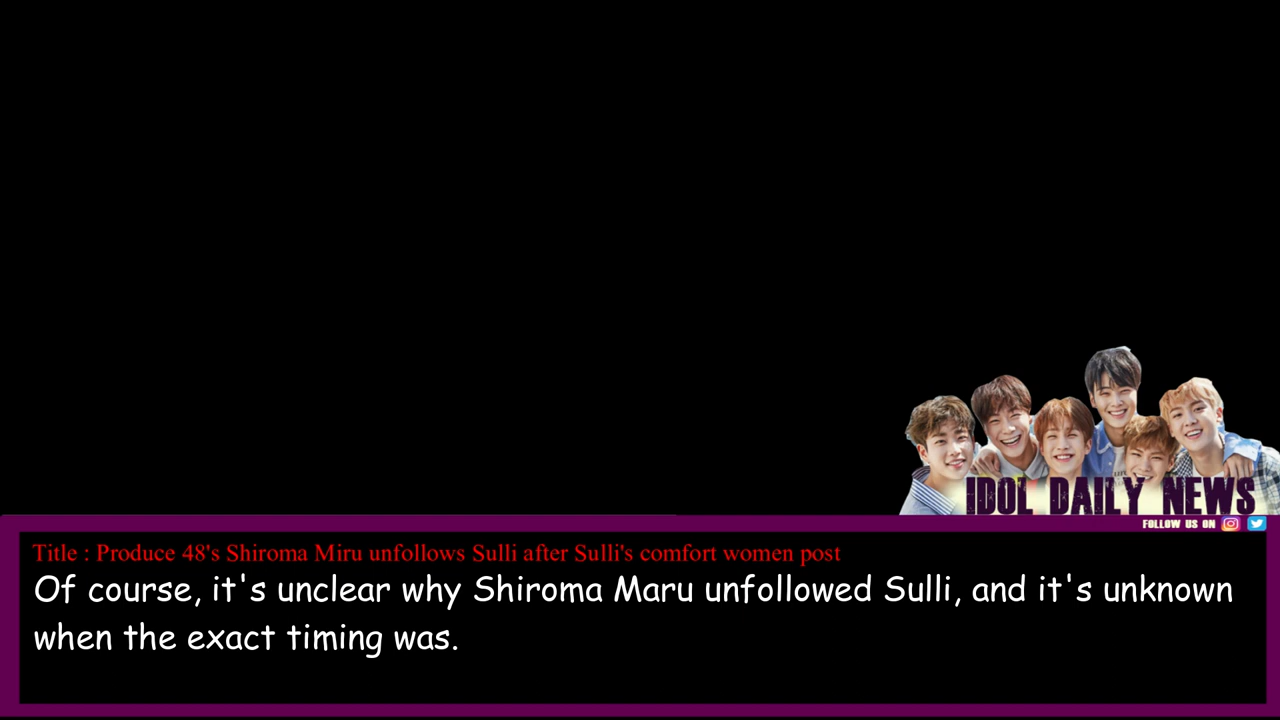 IDOL DAILY NEWS
FOLLOW US ON
Title : Produce 48's Shiroma Miru unfollows Sulli after Sulli's comfort women post
Of course, it's unclear why Shiroma Maru unfollowed Sulli, and it's unknown
when the exact timing was.